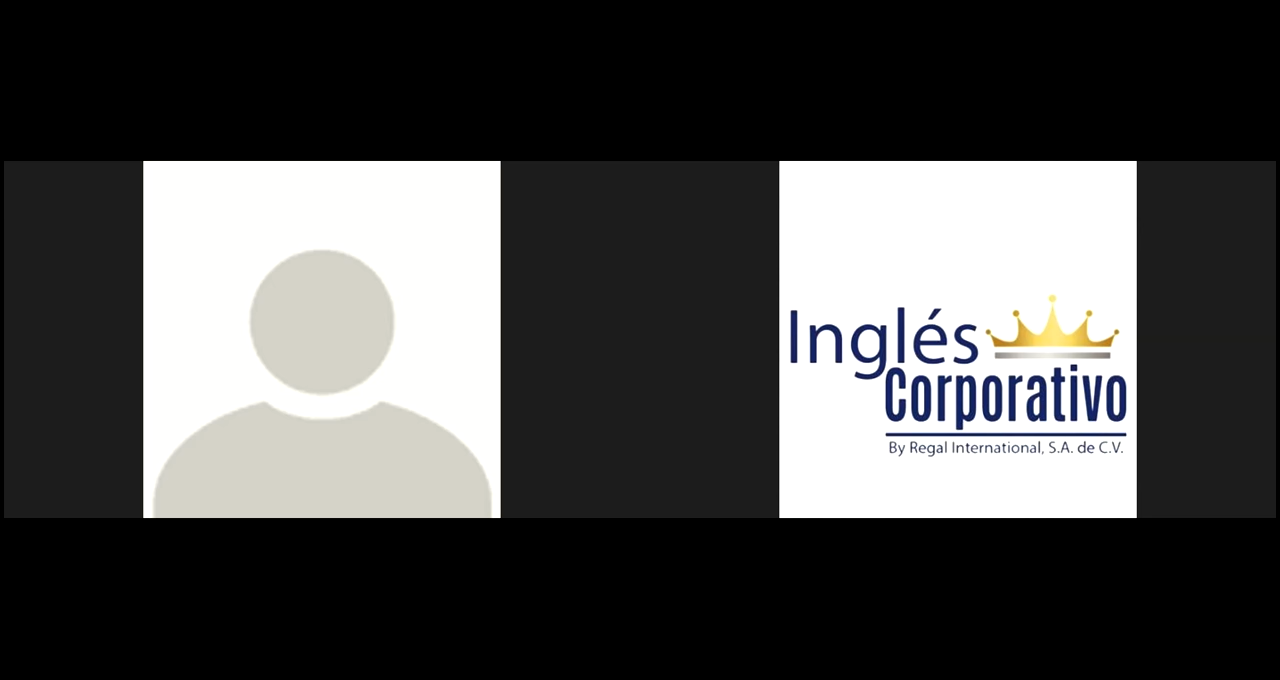 Inglés
Corporativo
By Regal International, S.A. de C.V.